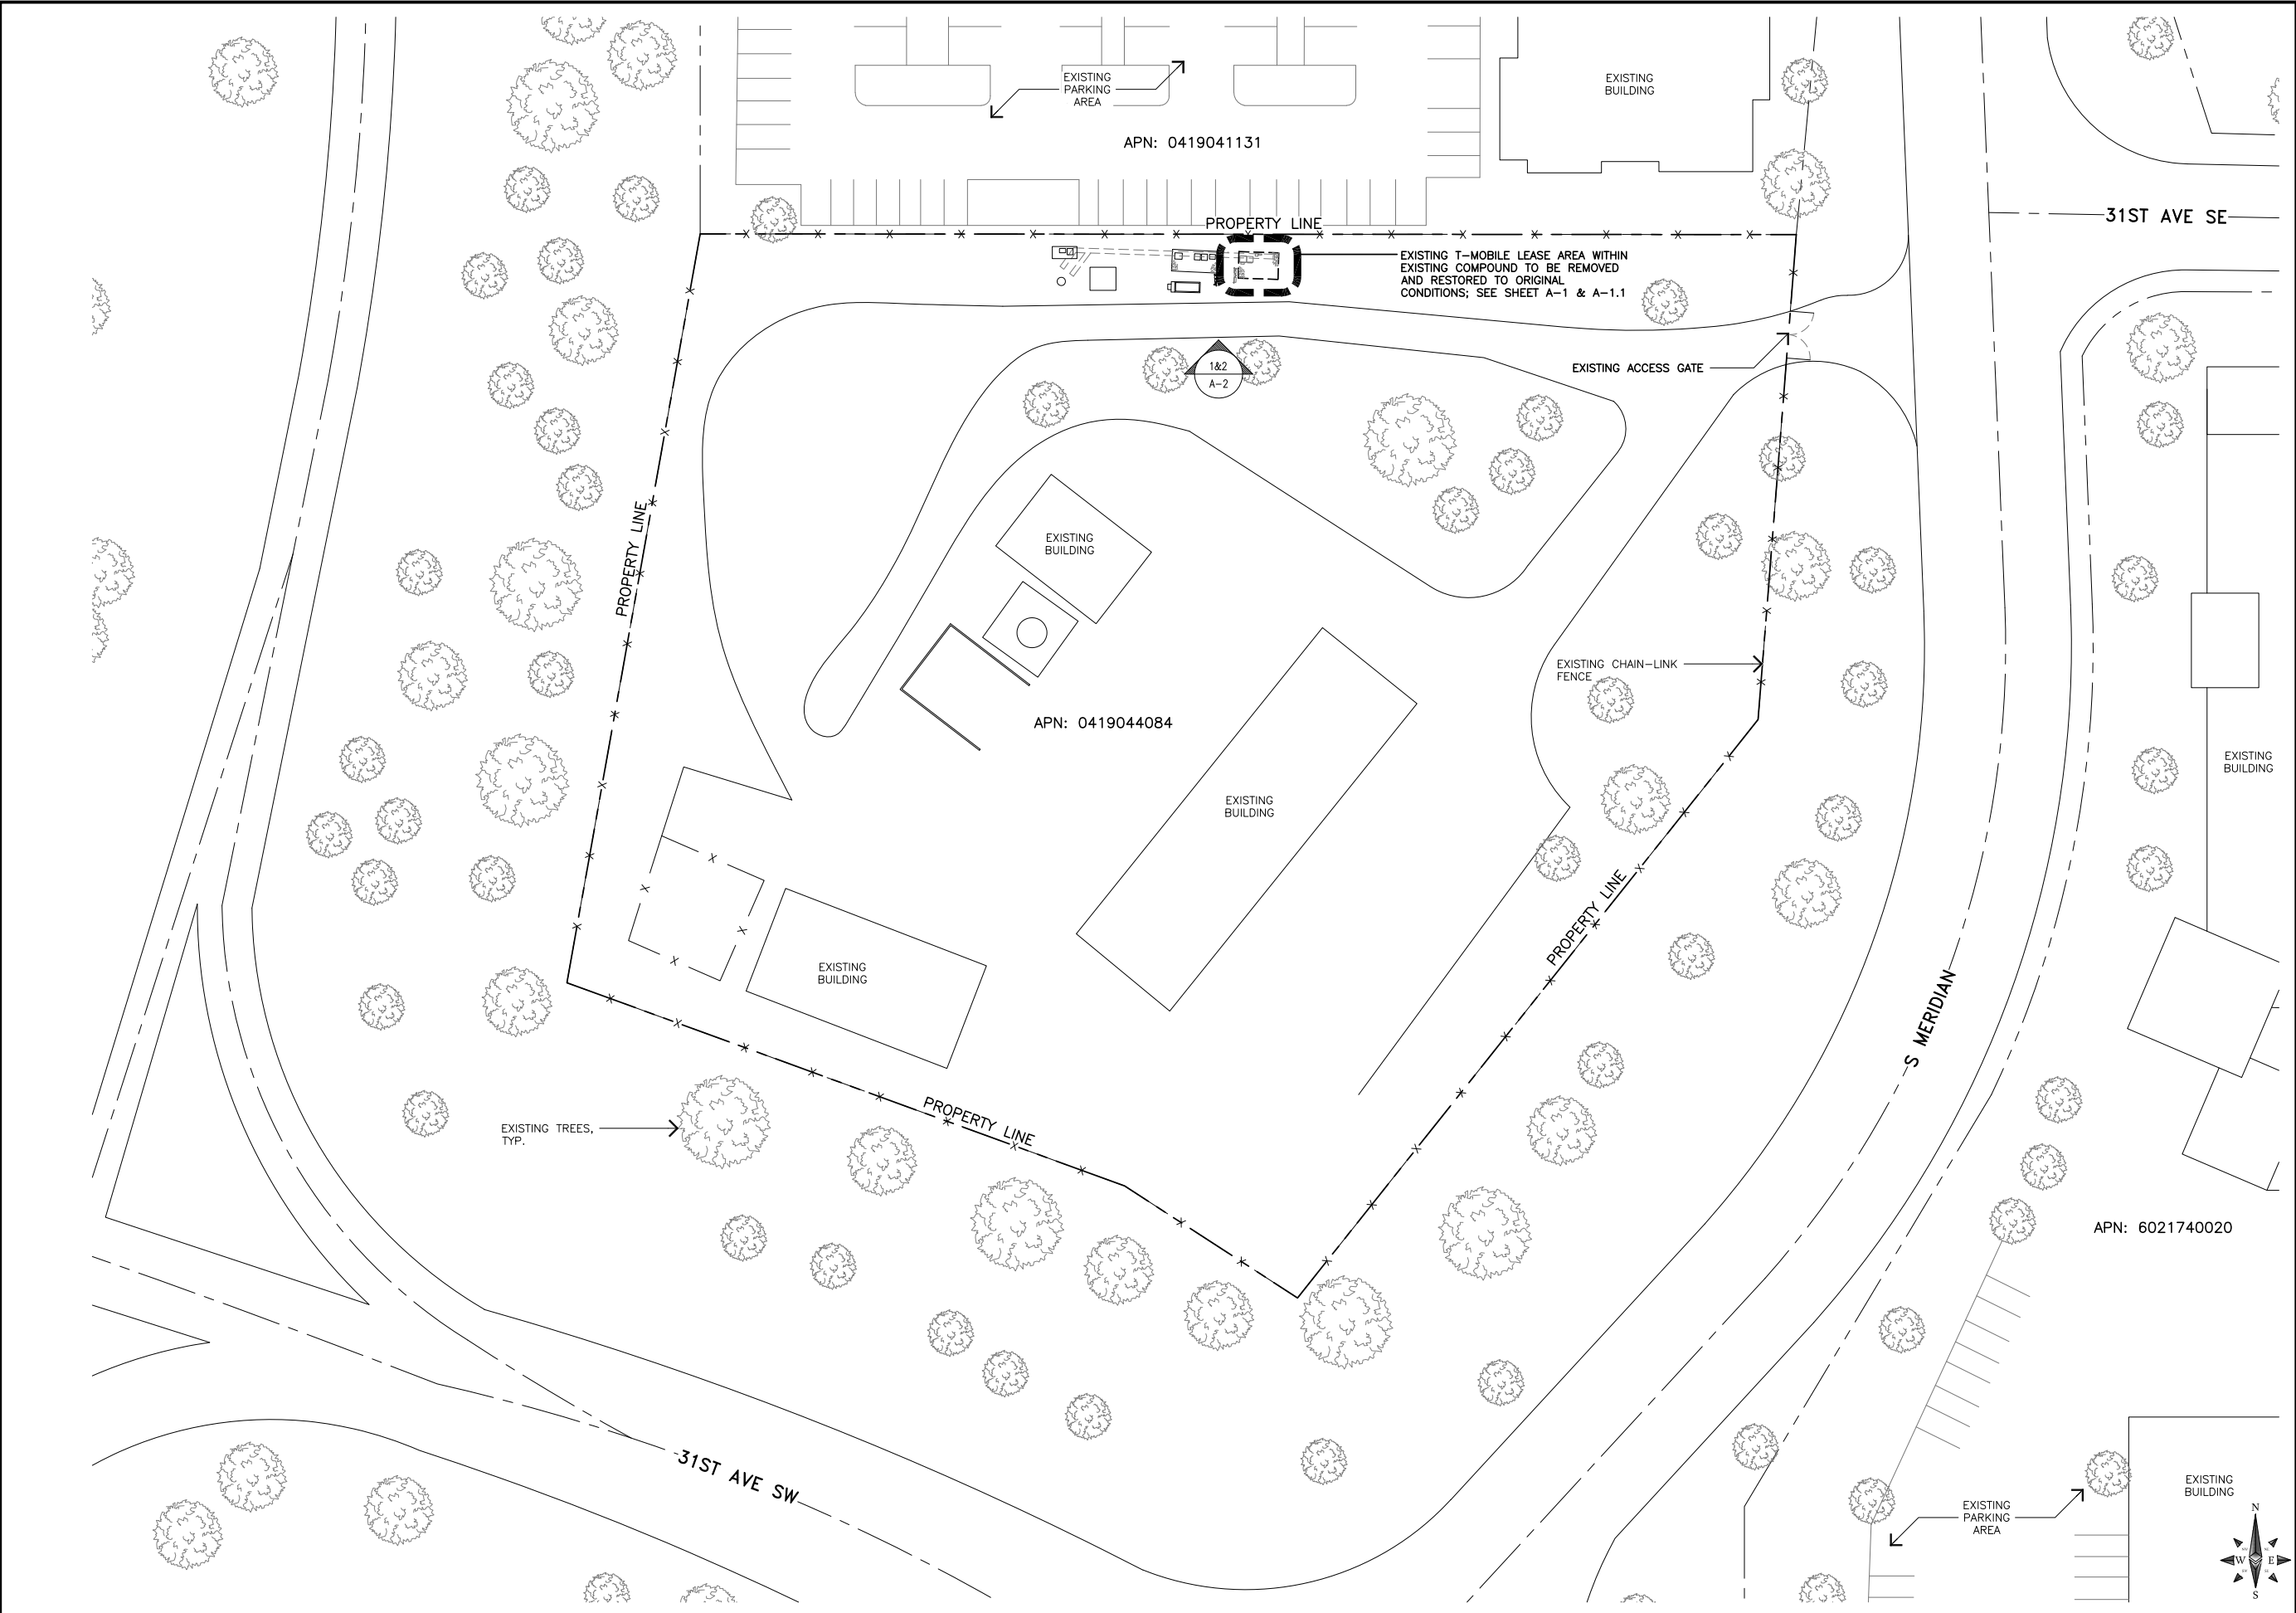 EXISTING
PARKING
AREA
EXISTING
BUILDING
APN: 0419041131
31ST AVE SE
PROPERTY LINE
EXISTING T-MOBILE LEASE AREA WITHIN
EXISTING COMPOUND TO BE REMOVED
AND RESTORED TO ORIGINAL
CONDITIONS; SEE SHEET A-1 & A-1.1
1&2
A-2
EXISTING ACCESS GATE
PROPERTY LINE
EXISTING
BUILDING
EXISTING CHAIN-LINK
FENCE
APN: 0419044084
EXISTING
BUILDING
EXISTING
BUILDING
PROPERTY LINE
EXISTING
BUILDING
S MERIDIAN
PROPERTY LINE
EXISTING TREES,
TYP.
APN: 6021740020
31ST AVE SW
EXISTING
PARKING
AREA
EXISTING
BUILDING
N
W E
S